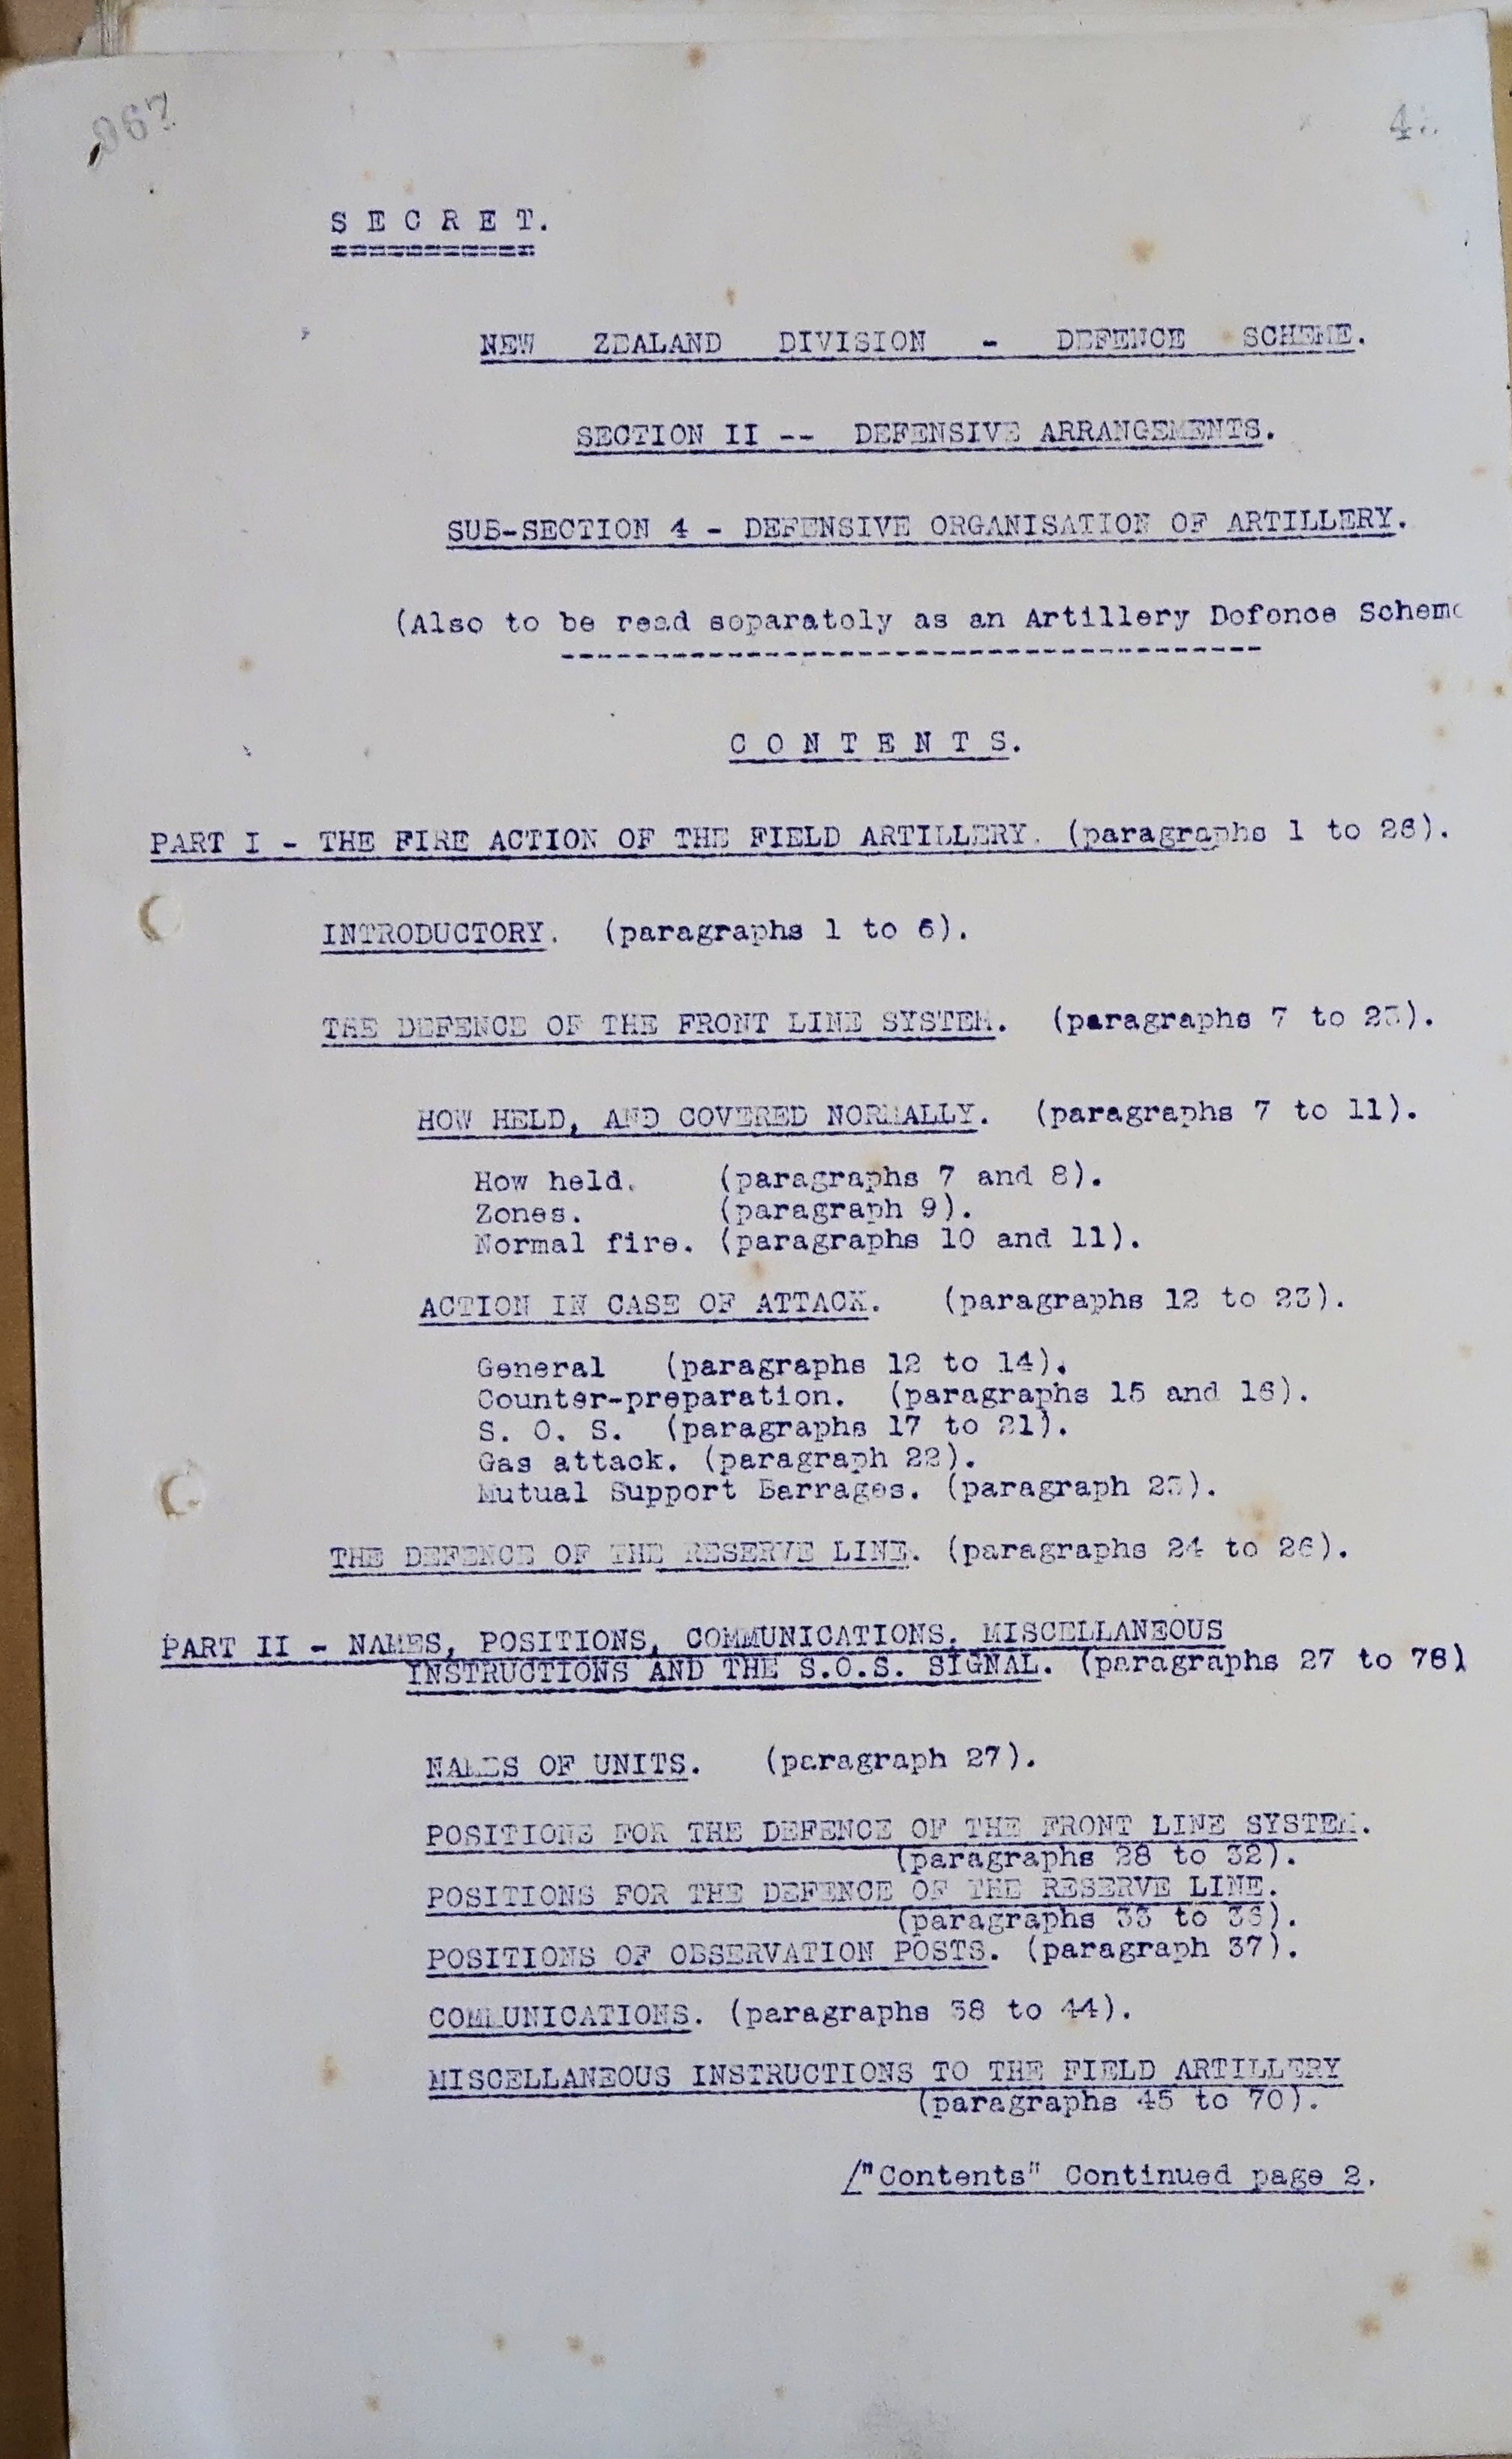 S E C R E T.
NEW ZEALAND DIVISION - DEFENCE SCHEME.
SECTION II -- DEFENSIVE ARRANGEMENTS.
SUB-SECTION 4 - DEFENSIVE ORGANISATION OF ARTILLERY.
(Also to be read separately as an Artillery Defence Scheme
C O N T E N T S.
PART I - THE FIRE ACTION OF THE FIELD ARTILLERY. (paragraphs 1 to 26).
INTRODUCTORY. (paragraphs 1 to 6).
THE DEFENCE OF THE FRONT LINE SYSTEM. (paragraphs 7 to 23).
HOW HELD, AND COVERED NORMALLY. (paragraphs 7 to 11).
How held. (paragraphs 7 and 8).
Zones. (paragraph 9).
Normal fire. (paragraphs 10 and 11).
ACTION IN CASE OF ATTACK. (paragraphs 12 to 23).
General (paragraphs 12 to 14).
Counter-preparation. (paragraphs 15 and 16).
S. O. S. (paragraphs 17 to 21).
Gas attack. (paragraph 22).
Mutual Support Barrages. (paragraph 23).
THE DEFENCE OF THE RESERVE LINE. (paragraphs 24 to 26).
PART II - NAMES, POSITIONS, COMMUNICATIONS. MISCELLANEOUS
INSTRUCTIONS AND THE S.O.S. SIGNAL. (paragraphs 27 to 78)
NAMES OF UNITS. (paragraph 27).
POSITIONS FOR THE DEFENCE OF THE FRONT LINE SYSTEM.
(paragraphs 28 to 32).
POSITIONS FOR THE DEFENCE OF THE RESERVE LINE.
(paragraphs 33 to 36).
POSITIONS OF OBSERVATION POSTS. (paragraph 37).
COMMUNICATIONS. (paragraphs 38 to 44).
MISCELLANEOUS INSTRUCTIONS TO THE FIELD ARTILLERY
(paragraphs 45 to 70).
/"Contents" Continued page 2.